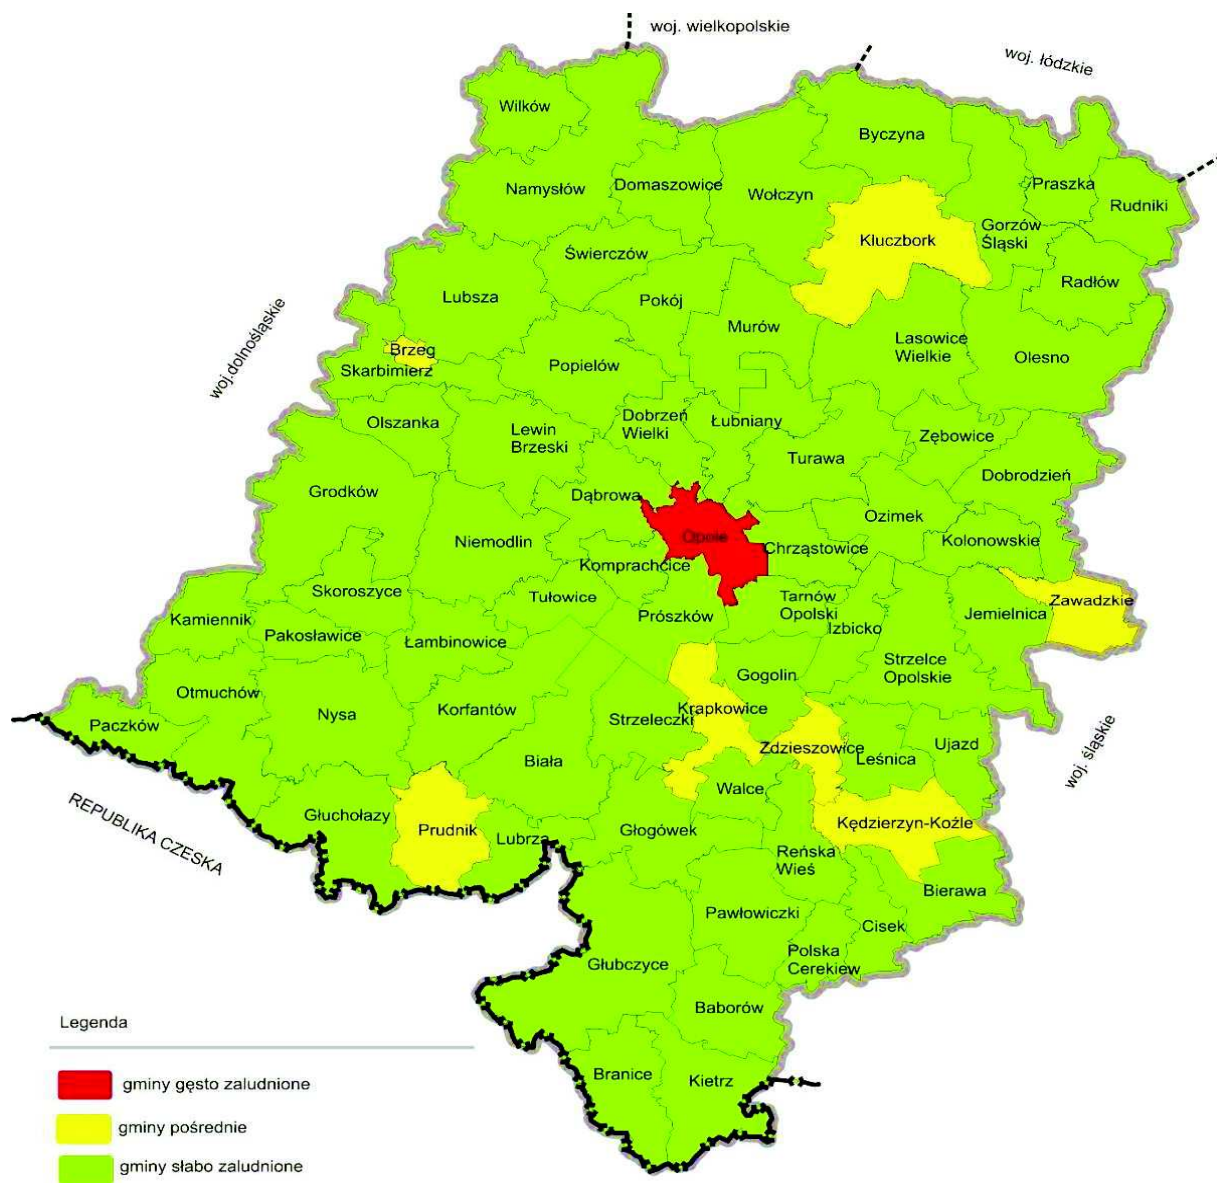 woj. wielkopolskie
woj. łódzkie
Wilków
Byczyna
Namysłów
Domaszowice
Wołczyn
Praszka
Rudniki
Kluczbork
Gorzów
Śląski
Świerczów
Lubsza
Pokój
Radłów
Murów
Lasowice
Wielkie
Olesno
woj.dolnośląskie
Brzeg
Skarbimierz
Popielów
Olszanka
Lewin
Brzeski
Dobrzeń
Wielki
Łubniany
Zębowice
Turawa
Dobrodzień
Grodków
Dąbrowa
Ozimek
Niemodlin
Opole
Chrząstowice
Kolonowskie
Komprachcice
Skoroszyce
Tułowice
Tarnów
Opolski
Zawadzkie
Kamiennik
Prószków
Jemielnica
Pakosławice
Łambinowice
Izbicko
Strzelce
Opolskie
Gogolin
Otmuchów
Nysa
Korfantów
Strzeleczki
Krapkowice
Paczków
Zdzieszowice
Leśnica
Ujazd
woj. śląskie
Biała
Walce
REPUBLIKA CZESKA
Głuchołazy
Prudnik
Lubrza
Głogówek
Kędzierzyn-Koźle
Reńska
Wieś
Bierawa
Pawłowiczki
Cisek
Polska
Cerekiew
Głubczyce
Baborów
Branice
Kietrz
Legenda
gminy gęsto zaludnione
gminy pośrednie
gminy słabo zaludnione